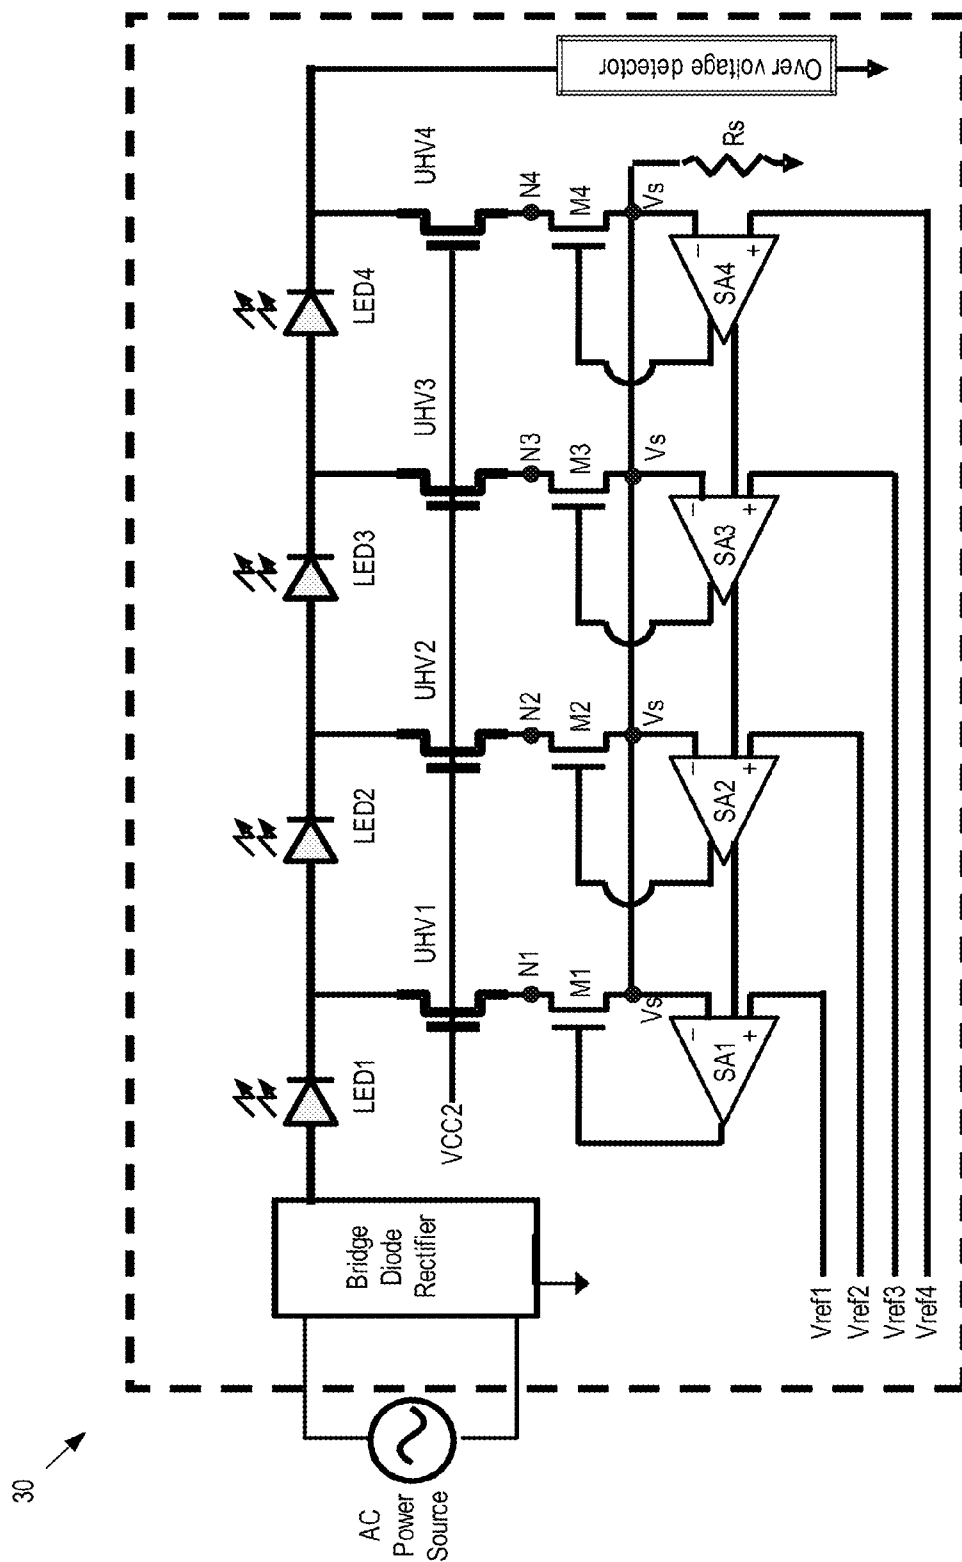 30
AC
Power
Source
Bridge
Diode
Rectifier
LED1
LED2
LED3
LED4
Over voltage detector
UHV1
UHV2
UHV3
UHV4
VCC2
N1
N2
N3
N4
M1
M2
M3
M4
Vs
Vs
Vs
Vs
Rs
− +
SA1
− +
SA2
− +
SA3
− +
SA4
Vref1
Vref2
Vref3
Vref4